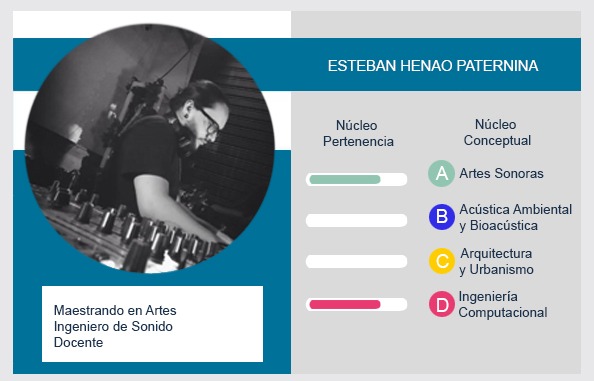 ESTEBAN HENAO PATERNINA
Núcleo
Pertenencia
Núcleo
Conceptual
A Artes Sonoras
B Acústica Ambiental
y Bioacústica
C Arquitectura
y Urbanismo
D Ingeniería
Computacional
Maestrando en Artes
Ingeniero de Sonido
Docente